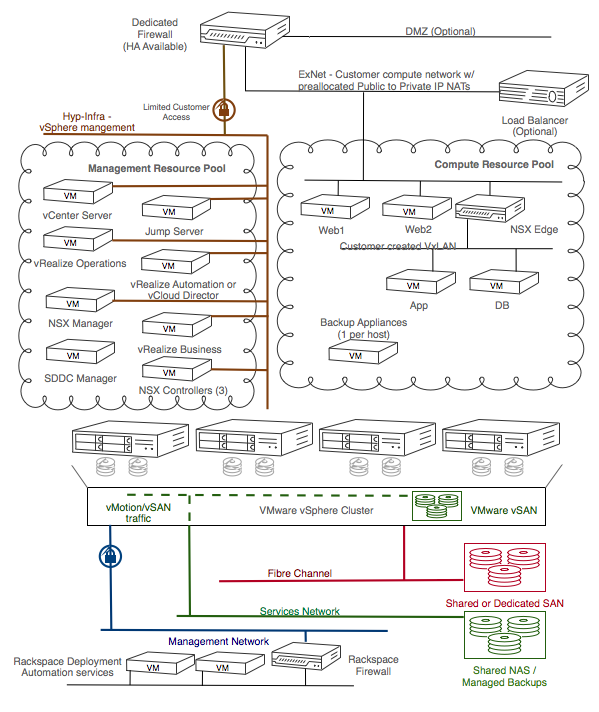 Dedicated
Firewall
(HA Available)
DMZ (Optional)
ExNet - Customer compute network w/
preallocated Public to Private IP NATs
Load Balancer
(Optional)
Limited Customer
Access
Hyp-Infra -
vSphere mangement
Management Resource Pool
VM
vCenter Server
VM
Jump Server
VM
vRealize Operations
VM
vRealize Automation or
vCloud Director
VM
NSX Manager
VM
vRealize Business
VM
SDDC Manager
VM
NSX Controllers (3)
Compute Resource Pool
VM
Web1
VM
Web2
NSX Edge
Customer created VxLAN
VM
App
VM
DB
Backup Appliances
(1 per host)
VM
vMotion/vSAN
traffic
VMware vSphere Cluster
VMware vSAN
Fibre Channel
Shared or Dedicated SAN
Services Network
Shared NAS /
Managed Backups
Management Network
Rackspace Deployment
Automation services
VM
VM
Rackspace
Firewall